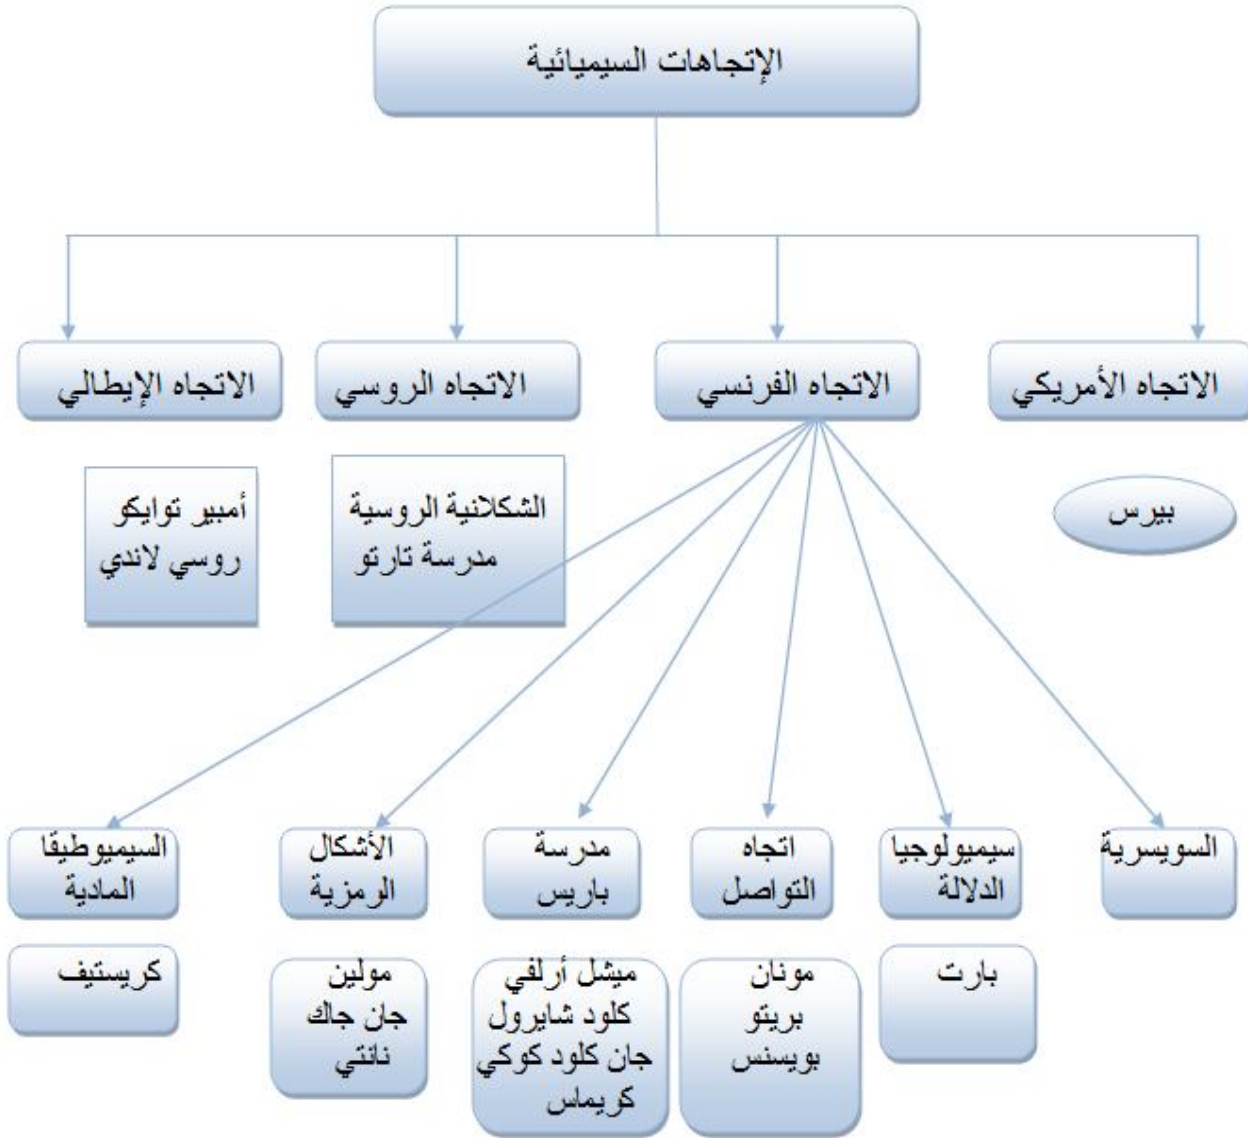 الإتجاهات السيميائية
الاتجاه الأمريكي
الاتجاه الفرنسي
الاتجاه الروسي
الاتجاه الإيطالي
بيرس
الشكلانية الروسية
مدرسة تارتو
أمبير توايكو
روسي لاندي
السويسرية
سيميولوجيا
الدلالة
اتجاه
التواصل
مدرسة
باريس
الأشكال
الرمزية
السيميوطيقا
المادية
بارت
مونان
بريتو
بويسنس
ميشل أرلفي
كلود شايرول
جان كلود كوكي
كريماس
مولين
جان جاك
نانتي
كريستيف